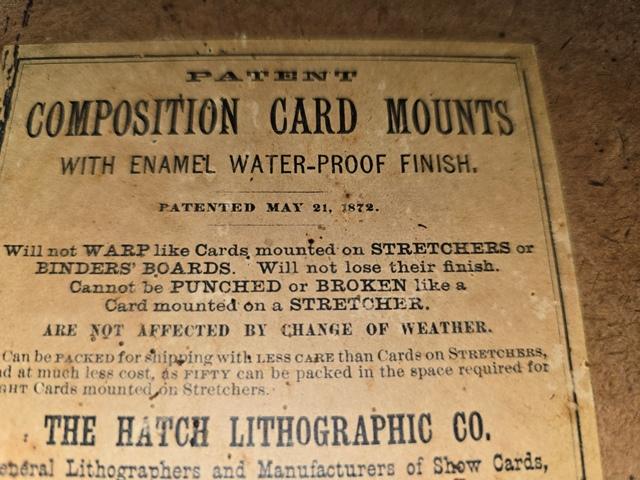 PATENT
COMPOSITION CARD MOUNTS
WITH ENAMEL WATER-PROOF FINISH.
PATENTED MAY 21, 1872.
Will not WARP like Cards mounted on STRETCHERS or
BINDERS' BOARDS. Will not lose their finish.
Cannot be PUNCHED or BROKEN like a
Card mounted on a STRETCHER.
ARE NOT AFFECTED BY CHANGE OF WEATHER.
Can be PACKED for shipping with LESS CARE than Cards on STRETCHERS,
at much less cost, as FIFTY can be packed in the space required for
Cards mounted on Stretchers.
THE HATCH LITHOGRAPHIC CO.
Lithographers and Manufacturers of Show Cards,